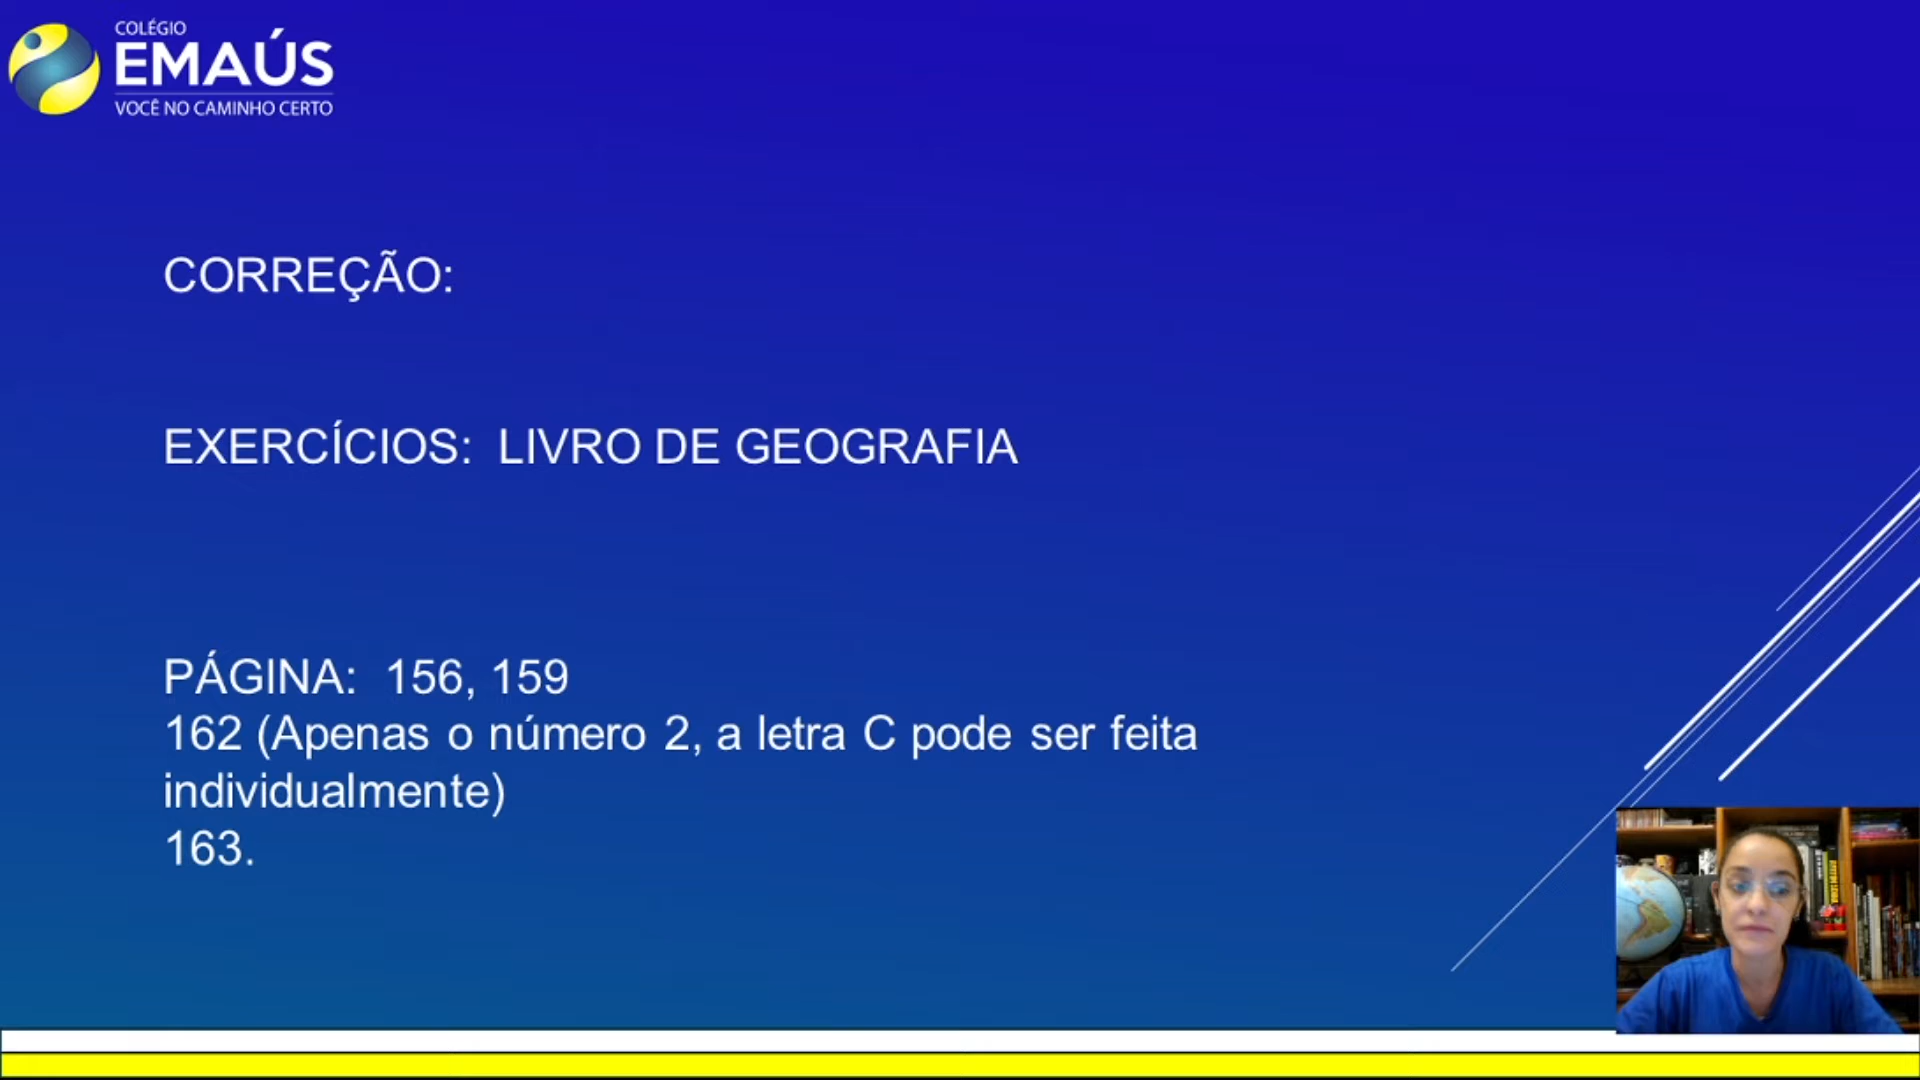 COLÉGIO
EMAÚS
VOCÊ NO CAMINHO CERTO
CORREÇÃO:
EXERCÍCIOS: LIVRO DE GEOGRAFIA
PÁGINA: 156, 159
162 (Apenas o número 2, a letra C pode ser feita
individualmente)
163.